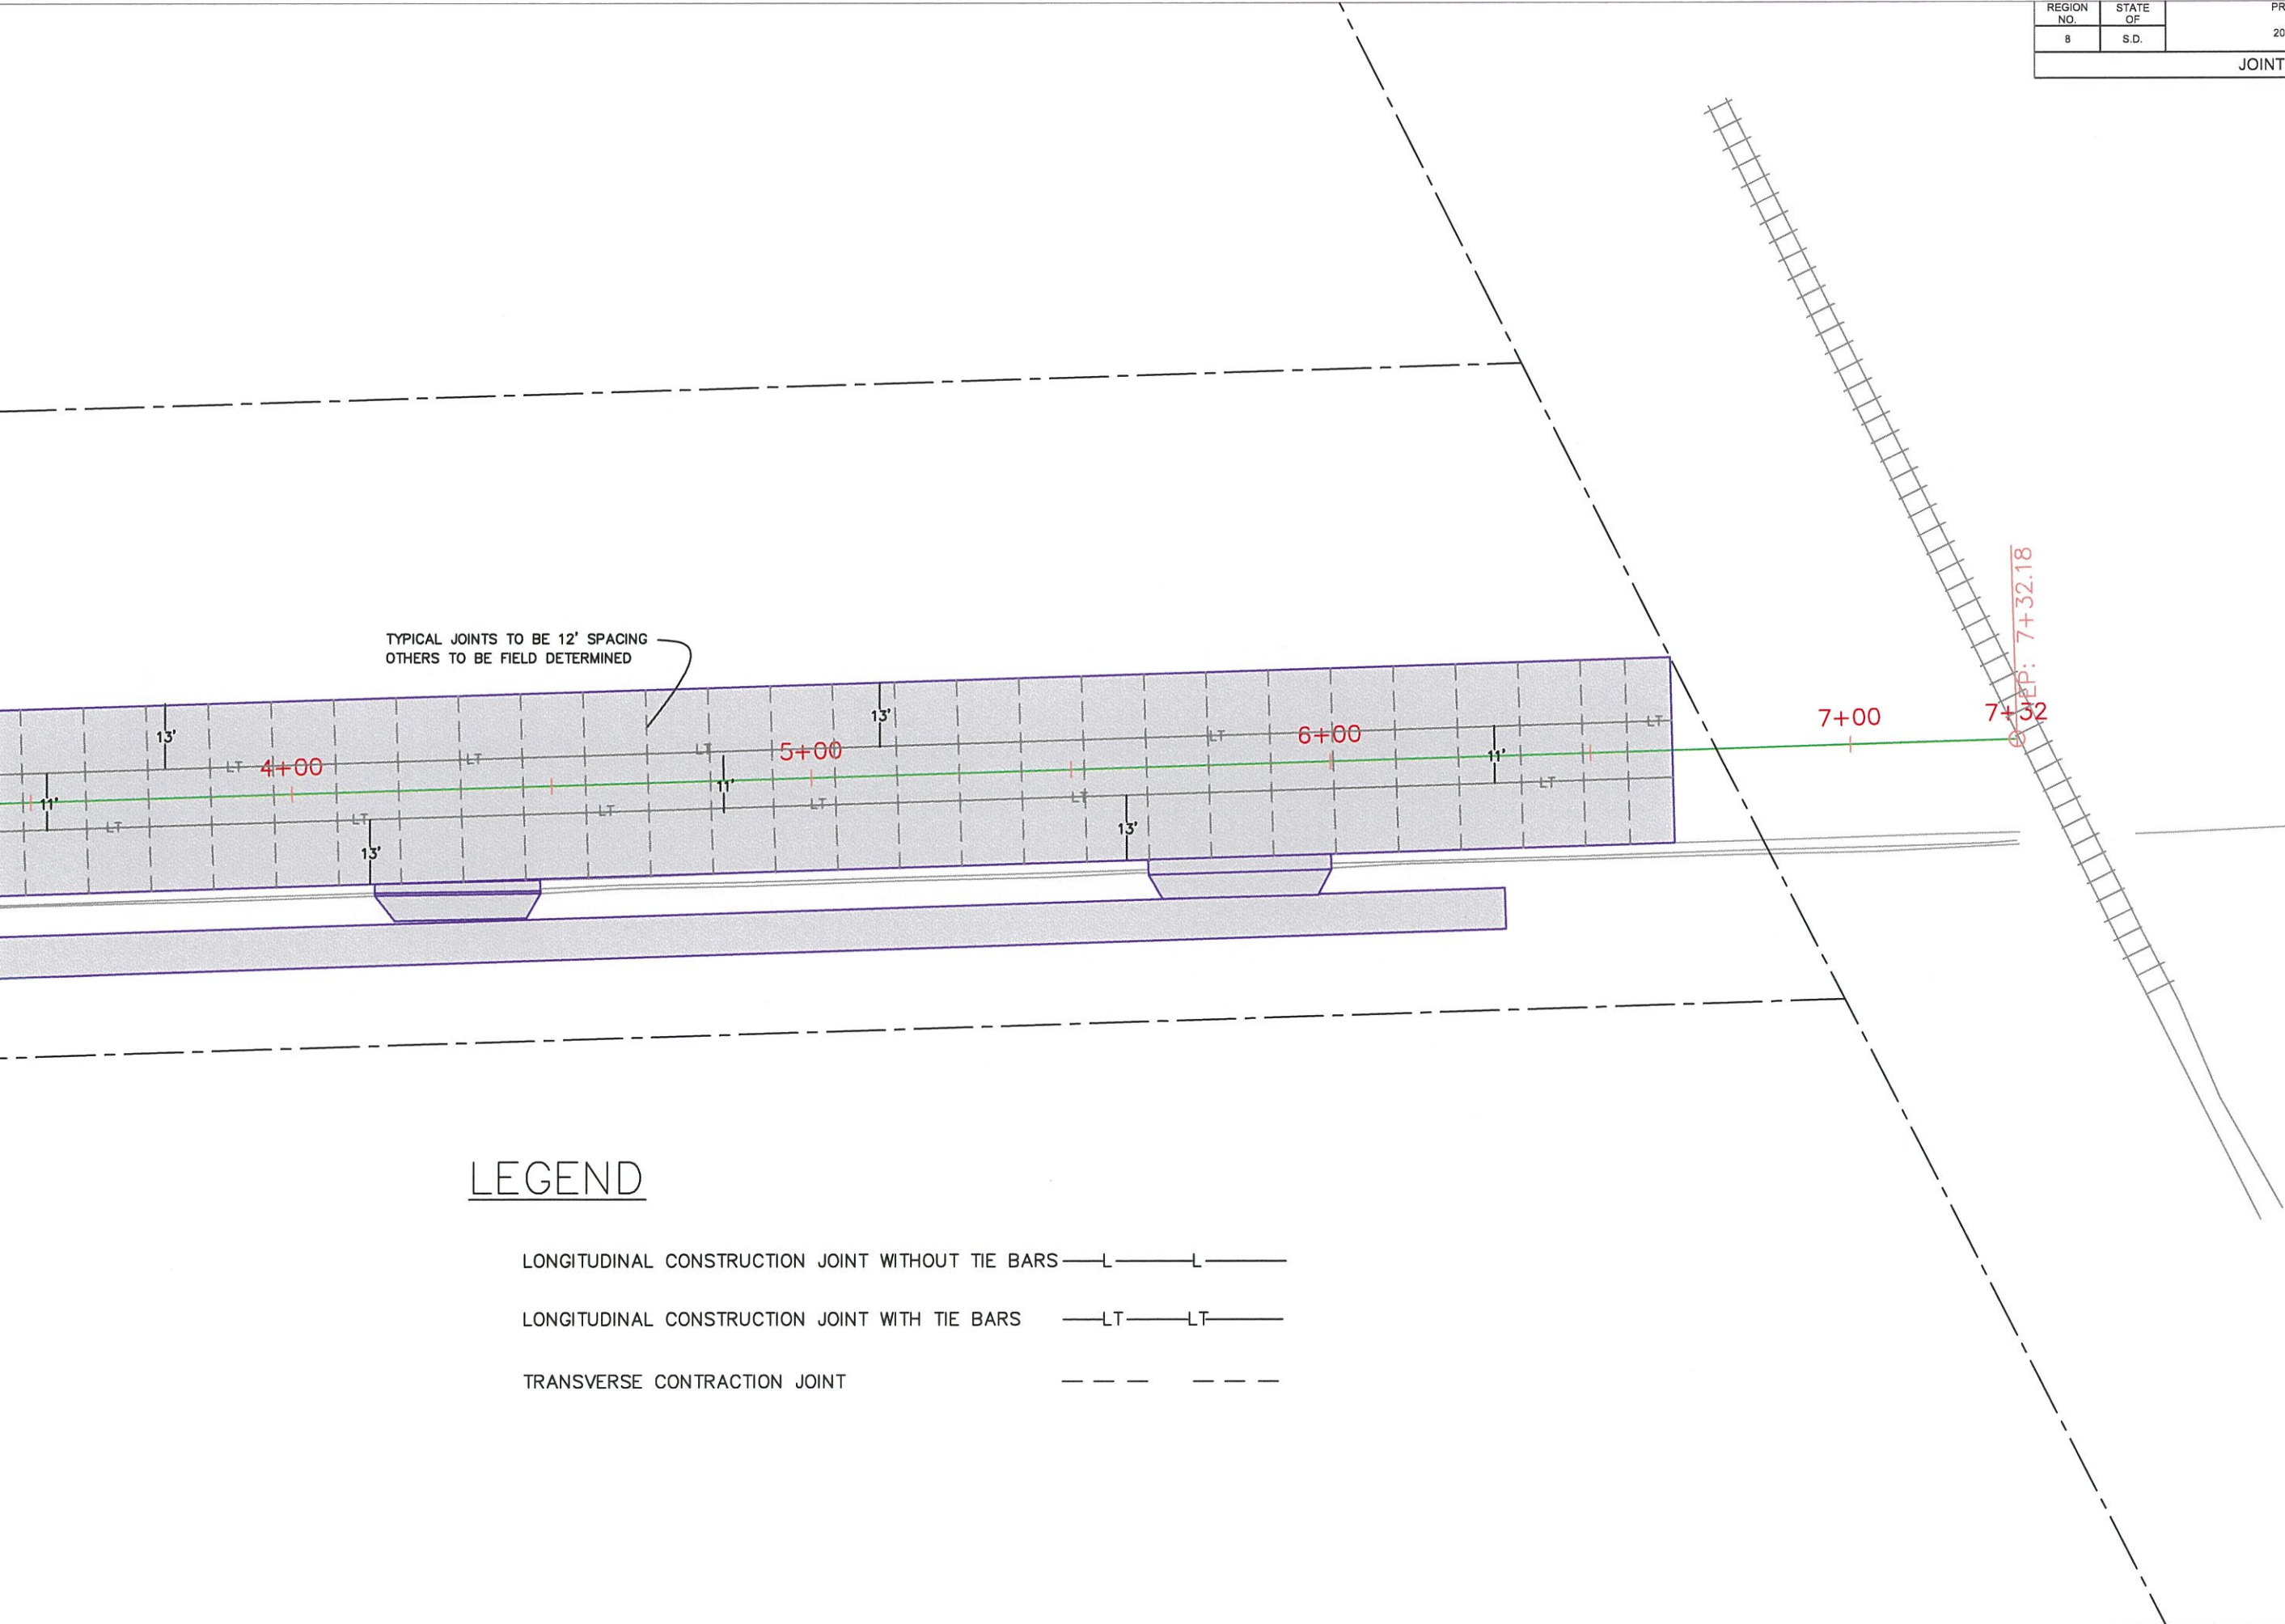 REGION
NO.
STATE
OF
PR
8
S.D.
20
JOINT
EP: 7+32.18
TYPICAL JOINTS TO BE 12' SPACING
OTHERS TO BE FIELD DETERMINED
13'
13'
LT
4+00
LT
LT
5+00
LT
6+00
LT
7+00
7+32
11'
11'
11'
LT
LT
LT
LT
LT
LT
13'
13'
LEGEND
LONGITUDINAL CONSTRUCTION JOINT WITHOUT TIE BARS L L
LONGITUDINAL CONSTRUCTION JOINT WITH TIE BARS LT LT
TRANSVERSE CONTRACTION JOINT